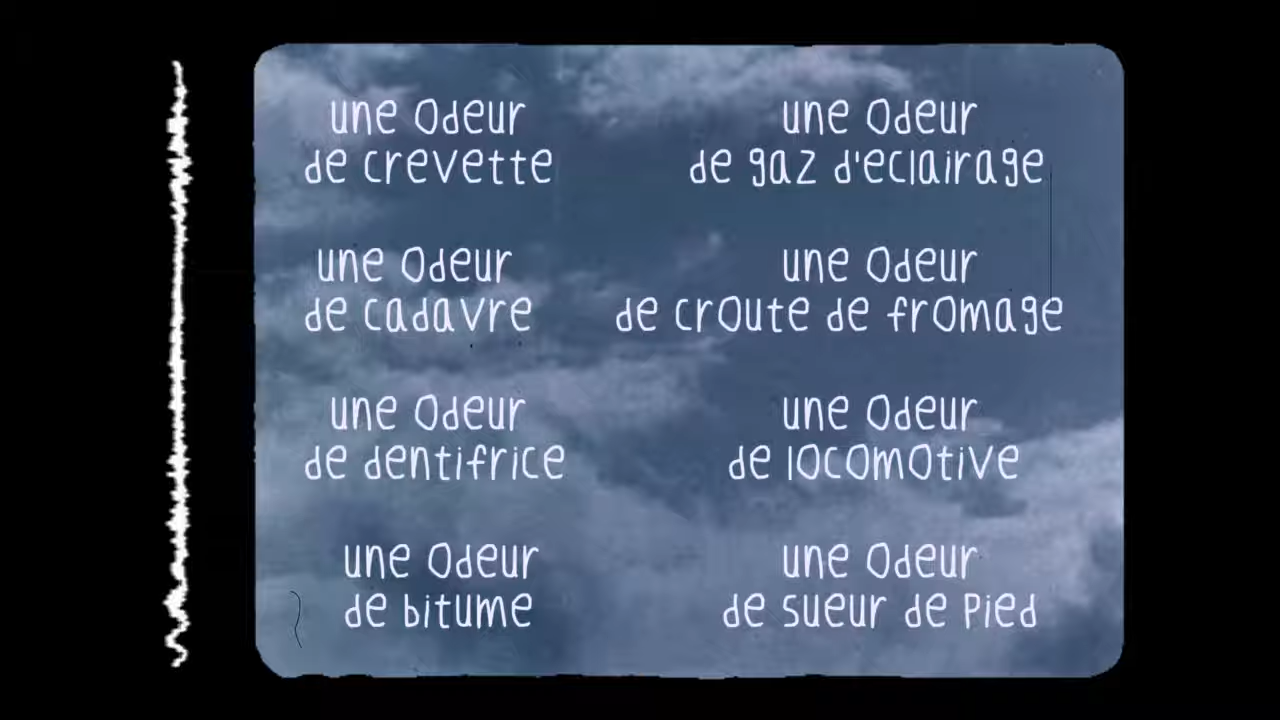 une odeur
de crevette
une odeur
de cadavre
une odeur
de dentifrice
une odeur
de bitume
une odeur
de gaz d'eclairage
une odeur
de croute de fromage
une odeur
de locomotive
une odeur
de sueur de pied